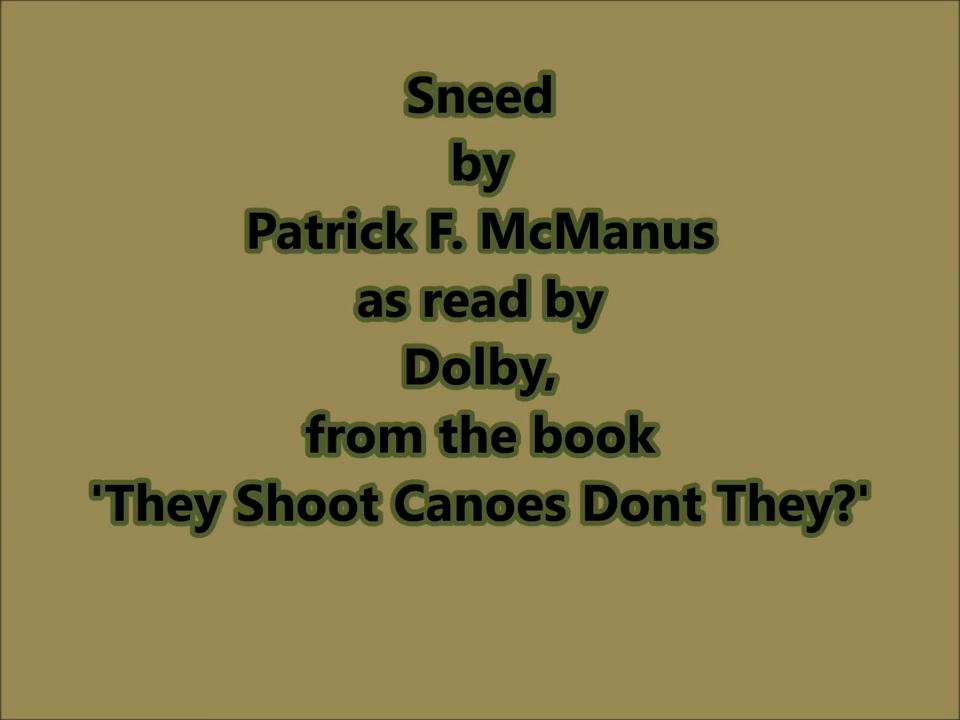 Sneed
by
Patrick F. McManus
as read by
Dolby,
from the book
'They Shoot Canoes Dont They?'